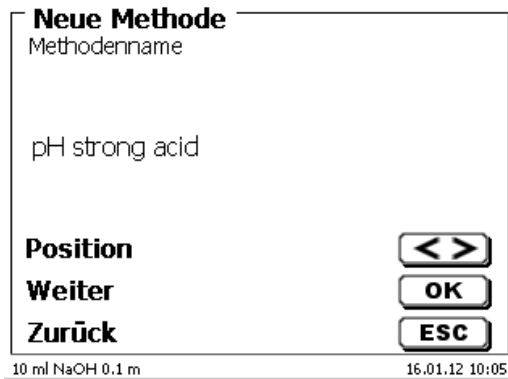 Neue Methode
Methodenname
pH strong acid
Position < >
Weiter OK
Zurück ESC
10 ml NaOH 0.1 m 16.01.12 10:05